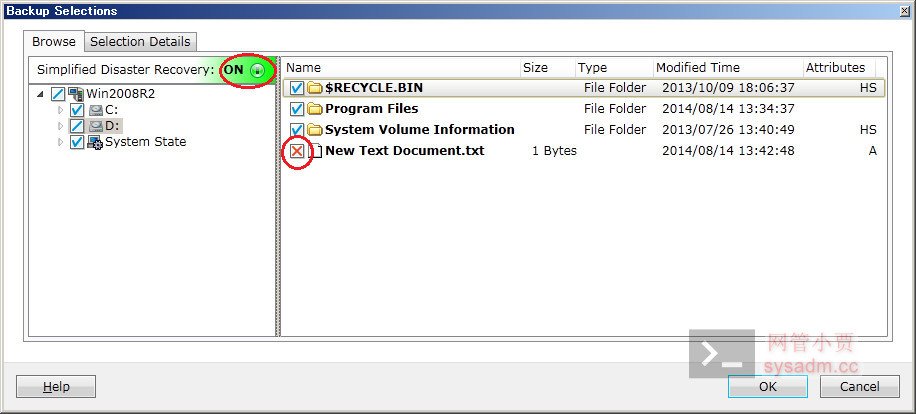 Backup Selections
Browse Selection Details
Simplified Disaster Recovery: ON
Win2008R2
C:
D:
System State
Name Size Type Modified Time Attributes
$RECYCLE.BIN File Folder 2013/10/09 18:06:37 HS
Program Files File Folder 2014/08/14 13:34:37
System Volume Information File Folder 2013/07/26 13:40:49 HS
New Text Document.txt 1 Bytes 2014/08/14 13:42:48 A
网管小贾
sysadm.cc
Help OK Cancel